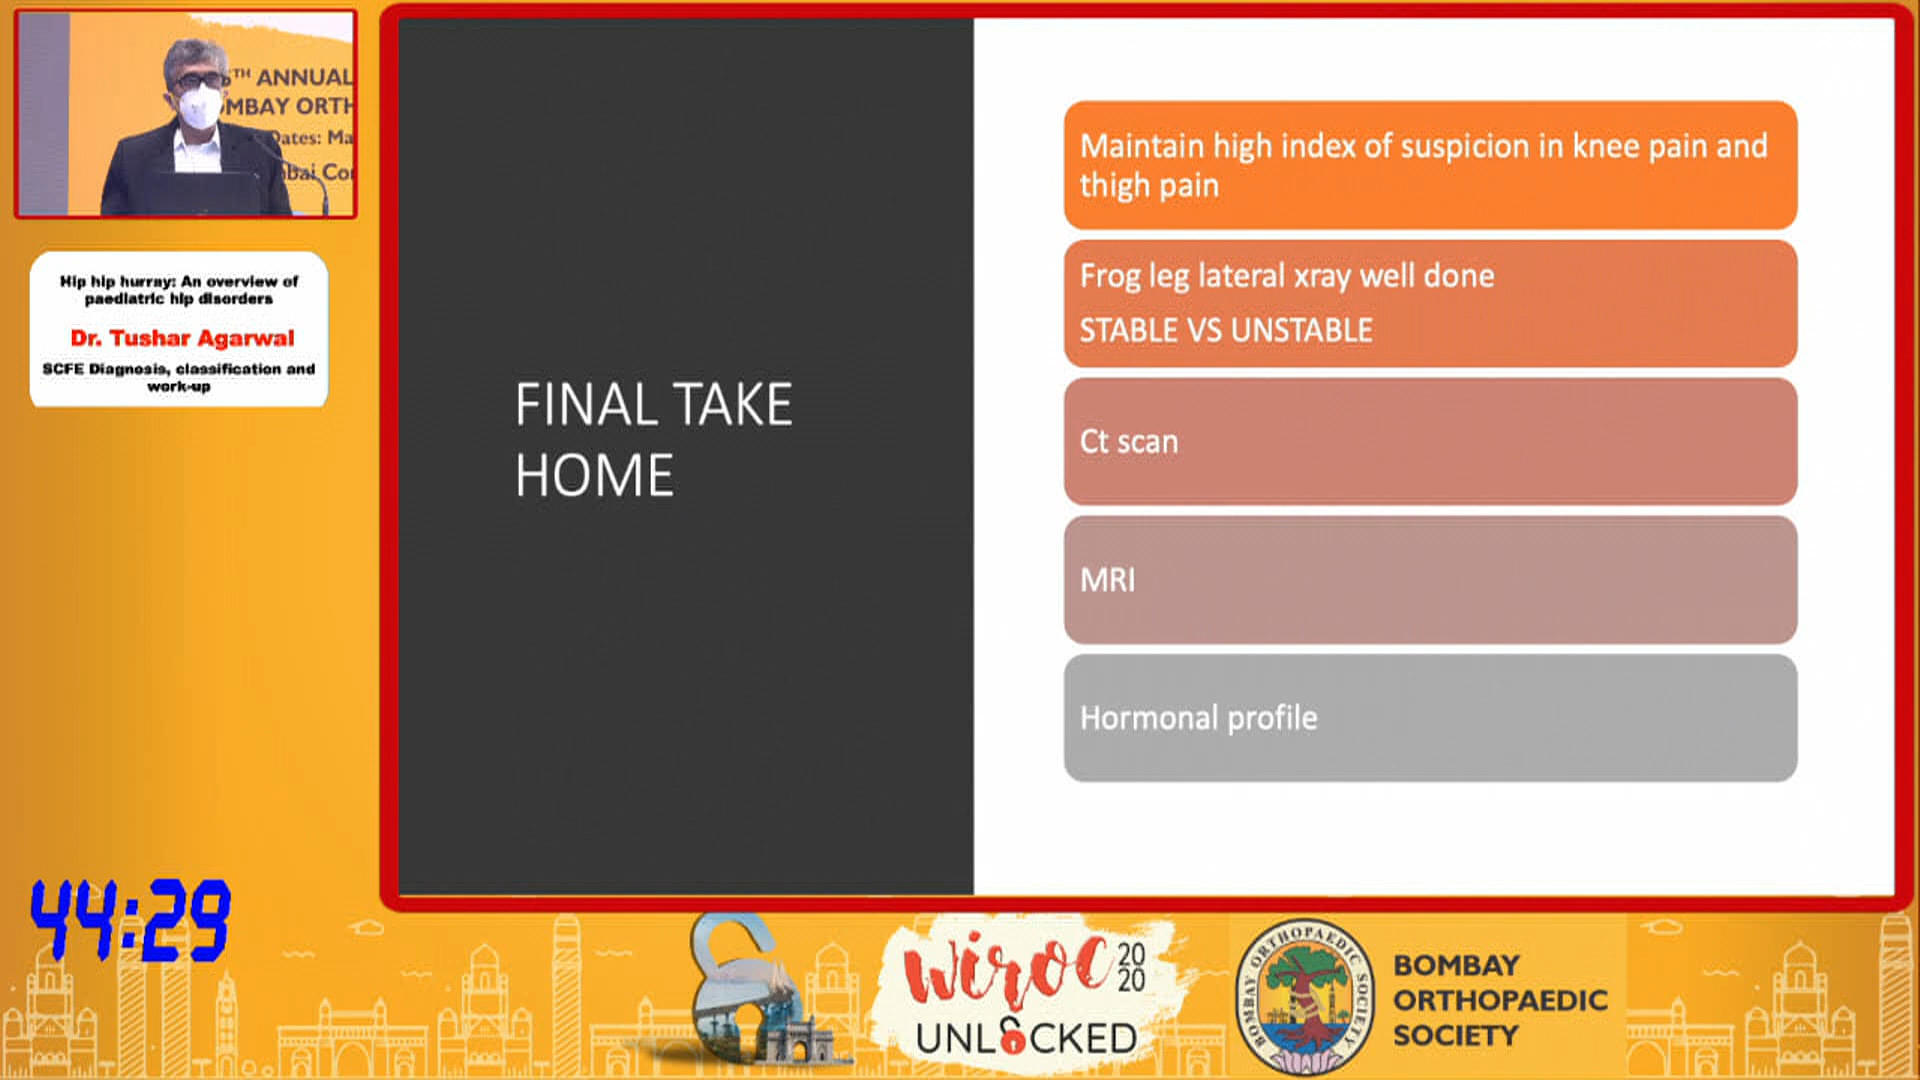 TH ANNUAL
MBAY ORTH
Dates: Ma
bai Co
Hip hip hurray: An overview of
paediatric hip disorders
Dr. Tushar Agarwal
SCFE Diagnosis, classification and
work-up
FINAL TAKE
HOME
Maintain high index of suspicion in knee pain and
thigh pain
Frog leg lateral xray well done
STABLE VS UNSTABLE
Ct scan
MRI
Hormonal profile
44:29
WIROC 20
20
UNLOCKED
BOMBAY ORTHOPAEDIC SOCIETY
BOMBAY
ORTHOPAEDIC
SOCIETY